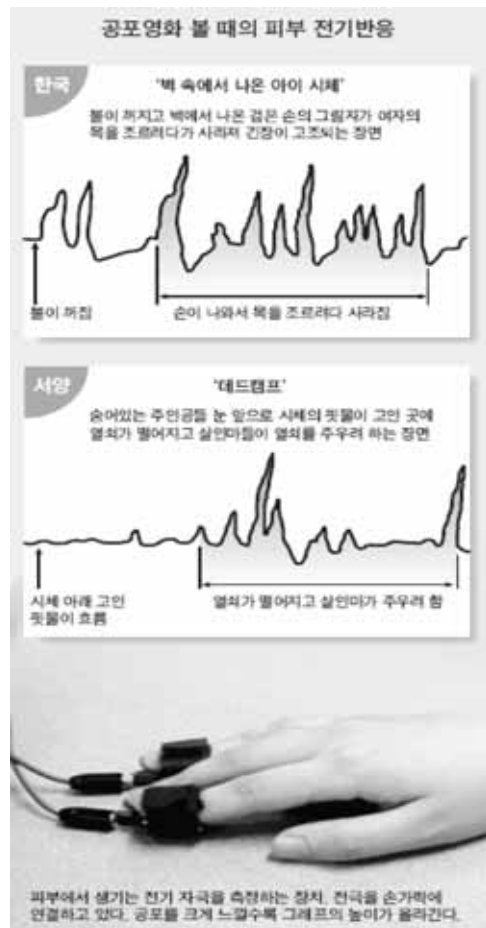 공포영화 볼 때의 피부 전기반응
한국
'벽 속에서 나온 아이 시체'
불이 꺼지고 벽에서 나온 검은 손의 그림자가 여자의
목을 조르려다가 사라져 긴장이 고조되는 장면
불이 꺼짐
손이 나와서 목을 조르려다 사라짐
서양
'데드캠프'
숨어있는 주인공들 눈 앞으로 시체의 핏물이 고인 곳에
열쇠가 떨어지고 살인마들이 열쇠를 주우려 하는 장면
시체 아래 고인
핏물이 흐름
열쇠가 떨어지고 살인마가 주우려 함
피부에서 생기는 전기 자극을 측정하는 장치. 전극을 손가락에
연결하고 있다. 공포를 크게 느낄수록 그래프의 높이가 올라간다.